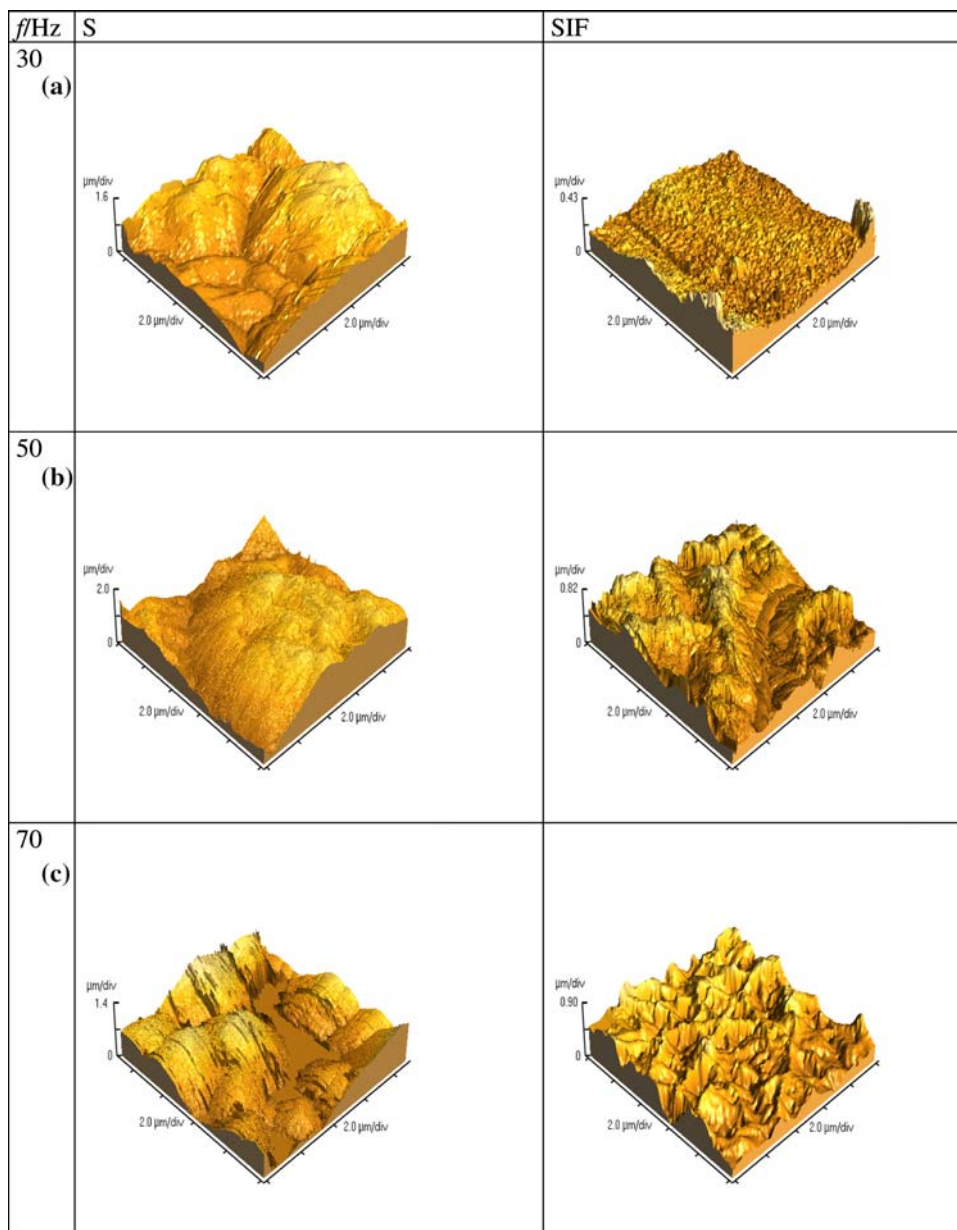 f/Hz S SIF
30
(a)
µm/div µm/div
1.6 0.43
0 0
2.0 µm/div 2.0 µm/div 2.0 µm/div 2.0 µm/div
50
(b)
µm/div µm/div
2.0 0.82
0 0
2.0 µm/div 2.0 µm/div 2.0 µm/div 2.0 µm/div
70
(c)
µm/div µm/div
1.4 0.90
0 0
2.0 µm/div 2.0 µm/div 2.0 µm/div 2.0 µm/div